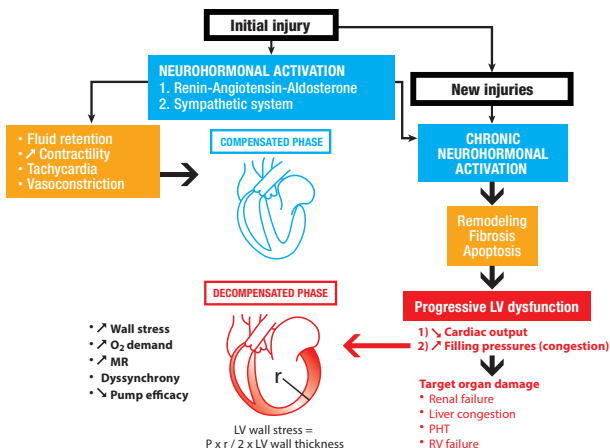 Initial injury
NEUROHORMONAL ACTIVATION
1. Renin-Angiotensin-Aldosterone
2. Sympathetic system
New injuries
• Fluid retention
• ↗ Contractility
• Tachycardia
• Vasoconstriction
COMPENSATED PHASE
CHRONIC
NEUROHORMONAL
ACTIVATION
Remodeling
Fibrosis
Apoptosis
DECOMPENSATED PHASE
Progressive LV dysfunction
• ↗ Wall stress
• ↗ O₂ demand
• ↗ MR
• Dyssynchrony
• ↘ Pump efficacy
r
LV wall stress =
P x r / 2 x LV wall thickness
1) ↘ Cardiac output
2) ↗ Filling pressures (congestion)
Target organ damage
• Renal failure
• Liver congestion
• PHT
• RV failure